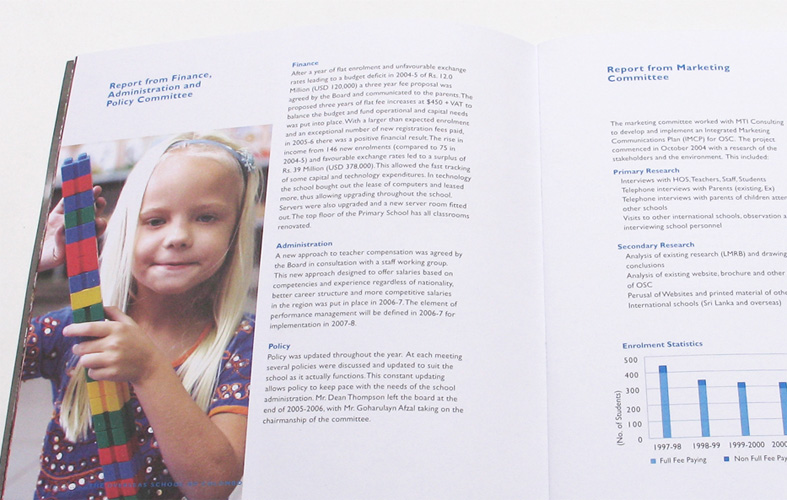 Report from Finance,
Administration and
Policy Committee
Finance
After a year of flat enrolment and unfavourable exchange
rates leading to a budget deficit in 2004-5 of Rs. 12.0
Million (USD 120,000) a three year fee proposal was
agreed by the Board and communicated to the parents. The
proposed three years of flat fee increases at $450 + VAT to
balance the budget and fund operational and capital needs
was put into place. With a larger than expected enrolment
and an exceptional number of new registration fees paid,
in 2005-6 there was a positive financial result. The rise in
income from 146 new enrolments (compared to 75 in
2004-5) and favourable exchange rates led to a surplus of
Rs. 39 Million (USD 378,000). This allowed the fast tracking
of some capital and technology expenditures. In technology
the school bought out the lease of computers and leased
more, thus allowing upgrading throughout the school.
Servers were also upgraded and a new server room fitted
out. The top floor of the Primary School has all classrooms
renovated.
Administration
A new approach to teacher compensation was agreed by
the Board in consultation with a staff working group.
This new approach designed to offer salaries based on
competencies and experience regardless of nationality,
better career structure and more competitive salaries
in the region was put in place in 2006-7. The element of
performance management will be defined in 2006-7 for
implementation in 2007-8.
Policy
Policy was updated throughout the year. At each meeting
several policies were discussed and updated to suit the
school as it actually functions. This constant updating
allows policy to keep pace with the needs of the school
administration. Mr. Dean Thompson left the board at the
end of 2005-2006, with Mr. Goharulayn Afzal taking on the
chairmanship of the committee.
SCHOOL
Report from Marketing
Committee
The marketing committee worked with MTI Consulting
to develop and implement an Integrated Marketing
Communications Plan (IMCP) for OSC. The project
commenced in October 2004 with a research of the
stakeholders and the environment. This included:
Primary Research
Interviews with HOS, Teachers, Staff, Students
Telephone interviews with Parents (existing, Ex)
Telephone interviews with parents of children atten
other schools
Visits to other international schools, observation a
interviewing school personnel
Secondary Research
Analysis of existing research (LMRB) and drawing
conclusions
Analysis of existing website, brochure and other
of OSC
Perusal of Websites and printed material of othe
International schools (Sri Lanka and overseas)
Enrolment Statistics
500
400
300
200
100
0
(No. of Students)
1997-98 1998-99 1999-2000 2000
Full Fee Paying Non Full Fee Pay